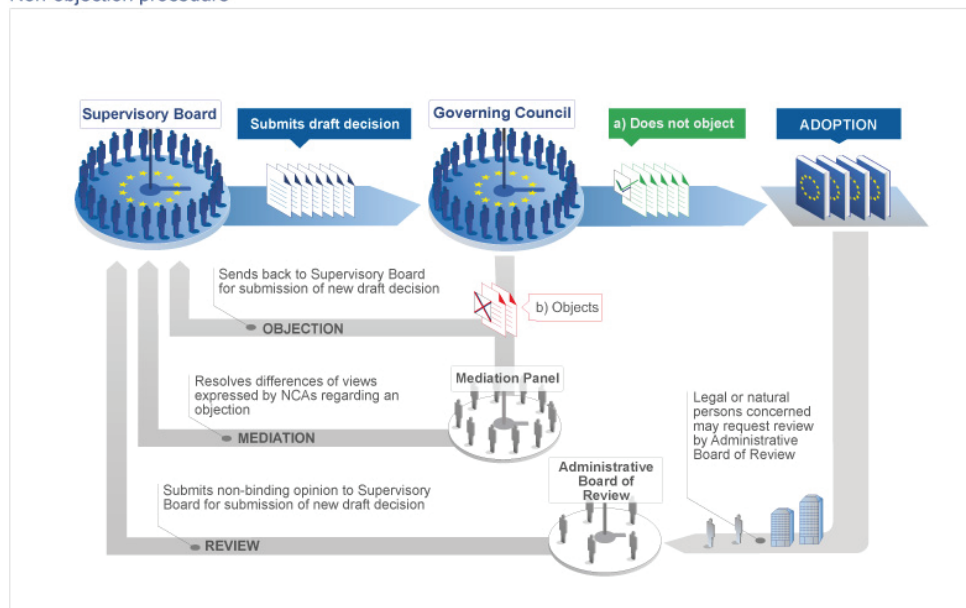 Non-objection procedure
Supervisory Board
Submits draft decision
Governing Council
a) Does not object
ADOPTION
Sends back to Supervisory Board
for submission of new draft decision
OBJECTION
b) Objects
Resolves differences of views
expressed by NCAs regarding an
objection
MEDIATION
Mediation Panel
Legal or natural
persons concerned
may request review
by Administrative
Board of Review
Administrative
Board of
Review
Submits non-binding opinion to Supervisory
Board for submission of new draft decision
REVIEW